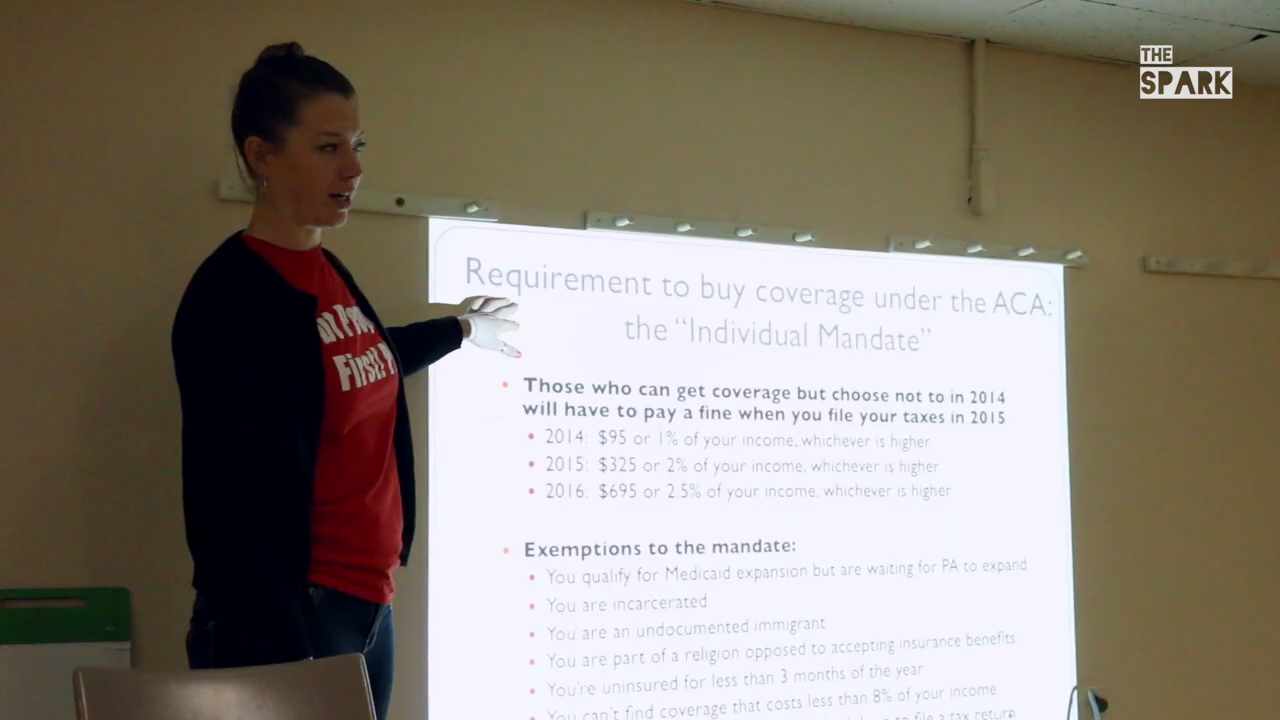 THE
SPARK
First!
Requirement to buy coverage under the ACA:
the “Individual Mandate”
• Those who can get coverage but choose not to in 2014
will have to pay a fine when you file your taxes in 2015
• 2014: $95 or 1% of your income, whichever is higher
• 2015: $325 or 2% of your income, whichever is higher
• 2016: $695 or 2.5% of your income, whichever is higher
• Exemptions to the mandate:
• You qualify for Medicaid expansion but are waiting for PA to expand
• You are incarcerated
• You are an undocumented immigrant
• You are part of a religion opposed to accepting insurance benefits
• You're uninsured for less than 3 months of the year
• You can't find coverage that costs less than 8% of your income
to file a tax return